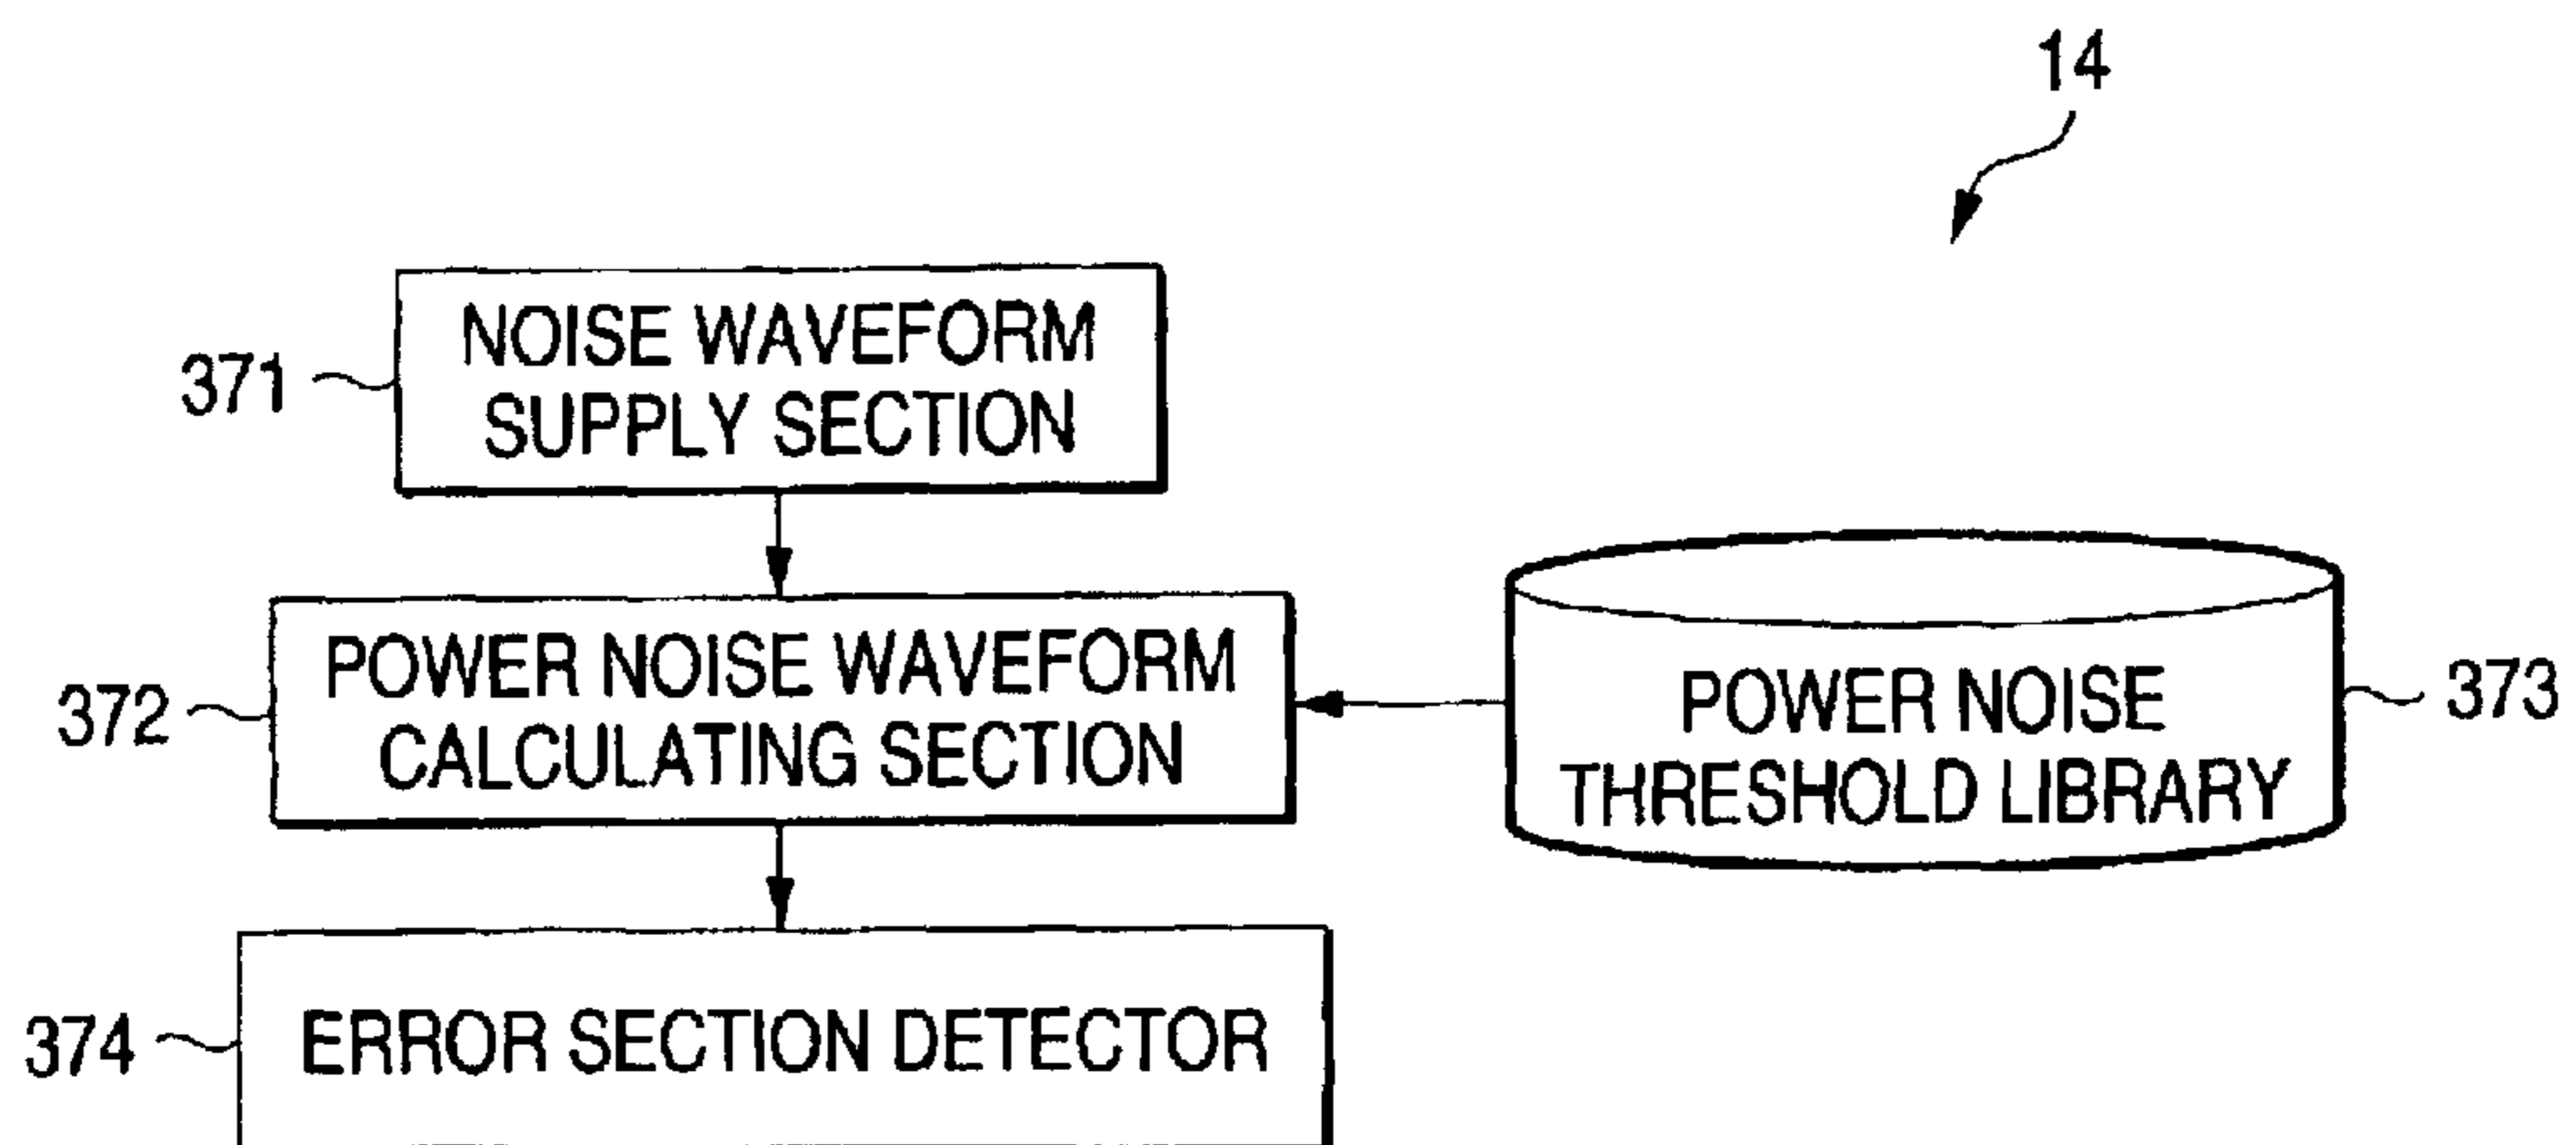 14
371
NOISE WAVEFORM
SUPPLY SECTION
372
POWER NOISE WAVEFORM
CALCULATING SECTION
POWER NOISE
THRESHOLD LIBRARY
373
374
ERROR SECTION DETECTOR